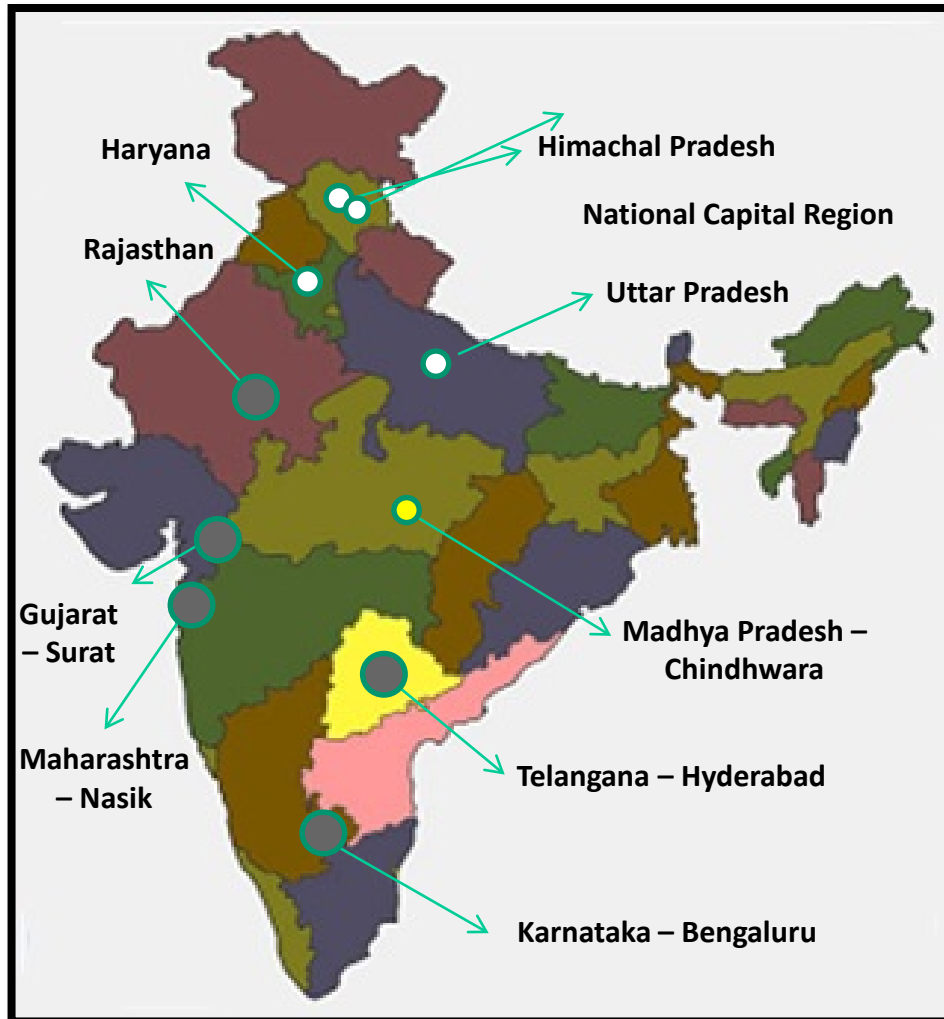 Haryana
Himachal Pradesh
National Capital Region
Rajasthan
Uttar Pradesh
Gujarat
– Surat
Madhya Pradesh –
Chindhwara
Maharashtra
– Nasik
Telangana – Hyderabad
Karnataka – Bengaluru